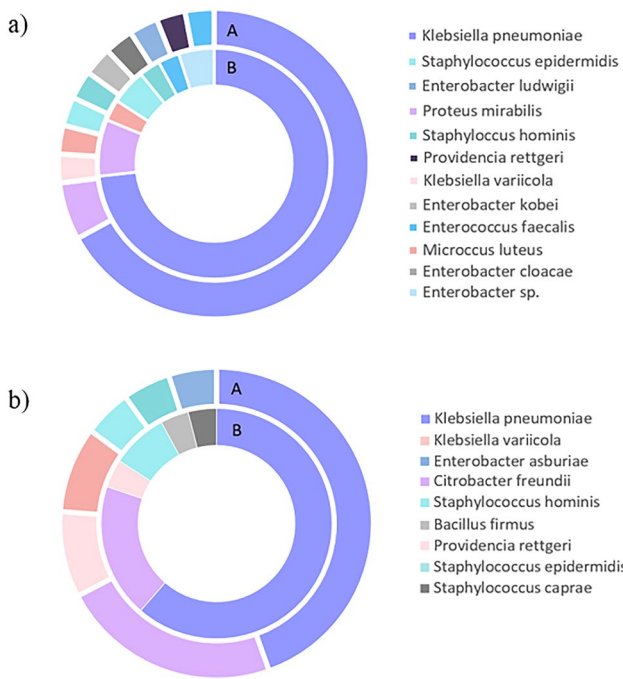 a)
A
B
Klebsiella pneumoniae
Staphylococcus epidermidis
Enterobacter ludwigii
Proteus mirabilis
Staphyloccus hominis
Providencia rettgeri
Klebsiella variicola
Enterobacter kobei
Enterococcus faecalis
Microccus luteus
Enterobacter cloacae
Enterobacter sp.
b)
A
B
Klebsiella pneumoniae
Klebsiella variicola
Enterobacter asburiae
Citrobacter freundii
Staphylococcus hominis
Bacillus firmus
Providencia rettgeri
Staphylococcus epidermidis
Staphylococcus caprae